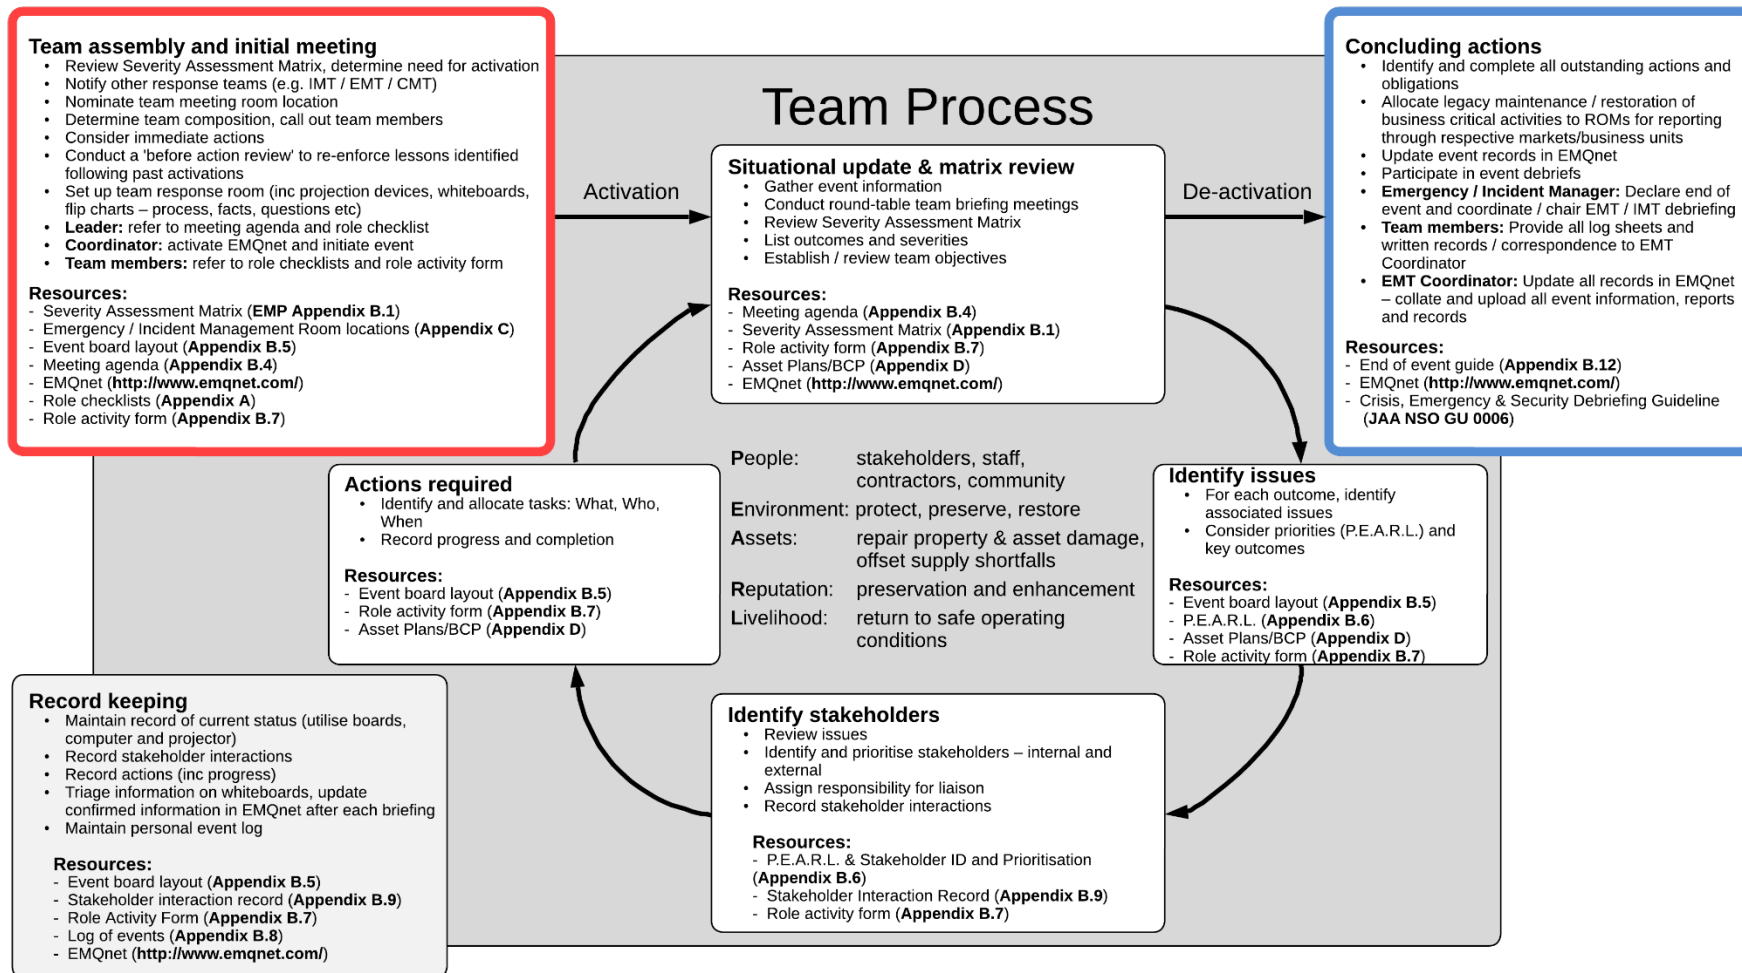 Team assembly and initial meeting
• Review Severity Assessment Matrix, determine need for activation
• Notify other response teams (e.g. IMT / EMT / CMT)
• Nominate team meeting room location
• Determine team composition, call out team members
• Consider immediate actions
• Conduct a 'before action review' to re-enforce lessons identified
following past activations
• Set up team response room (inc projection devices, whiteboards,
flip charts – process, facts, questions etc)
• Leader: refer to meeting agenda and role checklist
• Coordinator: activate EMQnet and initiate event
• Team members: refer to role checklists and role activity form
Resources:
- Severity Assessment Matrix (EMP Appendix B.1)
- Emergency / Incident Management Room locations (Appendix C)
- Event board layout (Appendix B.5)
- Meeting agenda (Appendix B.4)
- EMQnet (http://www.emqnet.com/)
- Role checklists (Appendix A)
- Role activity form (Appendix B.7)
Activation
Team Process
Situational update & matrix review
• Gather event information
• Conduct round-table team briefing meetings
• Review Severity Assessment Matrix
• List outcomes and severities
• Establish / review team objectives
Resources:
- Meeting agenda (Appendix B.4)
- Severity Assessment Matrix (Appendix B.1)
- Role activity form (Appendix B.7)
- Asset Plans/BCP (Appendix D)
- EMQnet (http://www.emqnet.com/)
De-activation
Concluding actions
• Identify and complete all outstanding actions and
obligations
• Allocate legacy maintenance / restoration of
business critical activities to ROMs for reporting
through respective markets/business units
• Update event records in EMQnet
• Participate in event debriefs
• Emergency / Incident Manager: Declare end of
event and coordinate / chair EMT / IMT debriefing
• Team members: Provide all log sheets and
written records / correspondence to EMT
Coordinator
• EMT Coordinator: Update all records in EMQnet
– collate and upload all event information, reports
and records
Resources:
- End of event guide (Appendix B.12)
- EMQnet (http://www.emqnet.com/)
- Crisis, Emergency & Security Debriefing Guideline
(JAA NSO GU 0006)
Actions required
• Identify and allocate tasks: What, Who,
When
• Record progress and completion
Resources:
- Event board layout (Appendix B.5)
- Role activity form (Appendix B.7)
- Asset Plans/BCP (Appendix D)
People: stakeholders, staff,
contractors, community
Environment: protect, preserve, restore
Assets: repair property & asset damage,
offset supply shortfalls
Reputation: preservation and enhancement
Livelihood: return to safe operating
conditions
Identify issues
• For each outcome, identify
associated issues
• Consider priorities (P.E.A.R.L.) and
key outcomes
Resources:
- Event board layout (Appendix B.5)
- P.E.A.R.L. (Appendix B.6)
- Asset Plans/BCP (Appendix D)
- Role activity form (Appendix B.7)
Identify stakeholders
• Review issues
• Identify and prioritise stakeholders – internal and
external
• Assign responsibility for liaison
• Record stakeholder interactions
Resources:
- P.E.A.R.L. & Stakeholder ID and Prioritisation
(Appendix B.6)
- Stakeholder Interaction Record (Appendix B.9)
- Role activity form (Appendix B.7)
Record keeping
• Maintain record of current status (utilise boards,
computer and projector)
• Record stakeholder interactions
• Record actions (inc progress)
• Triage information on whiteboards, update
confirmed information in EMQnet after each briefing
• Maintain personal event log
Resources:
- Event board layout (Appendix B.5)
- Stakeholder interaction record (Appendix B.9)
- Role Activity Form (Appendix B.7)
- Log of events (Appendix B.8)
- EMQnet (http://www.emqnet.com/)